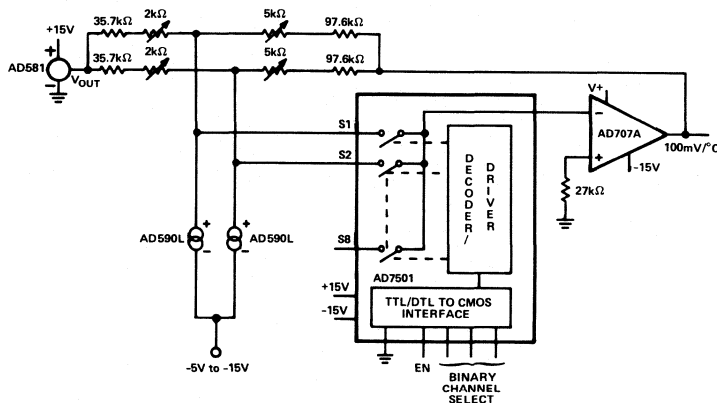 35.7kΩ 2kΩ 5kΩ 97.6kΩ
+15V
+
AD581
−
VOUT
35.7kΩ 2kΩ 5kΩ 97.6kΩ
S1
S2
S8
DECODER/
DRIVER
AD7501
V+
−
AD707A
+
−15V
100mV/°C
27kΩ
+
−
AD590L
+
−
AD590L
+15V
−15V
TTL/DTL TO CMOS
INTERFACE
−5V to −15V
EN
BINARY
CHANNEL
SELECT